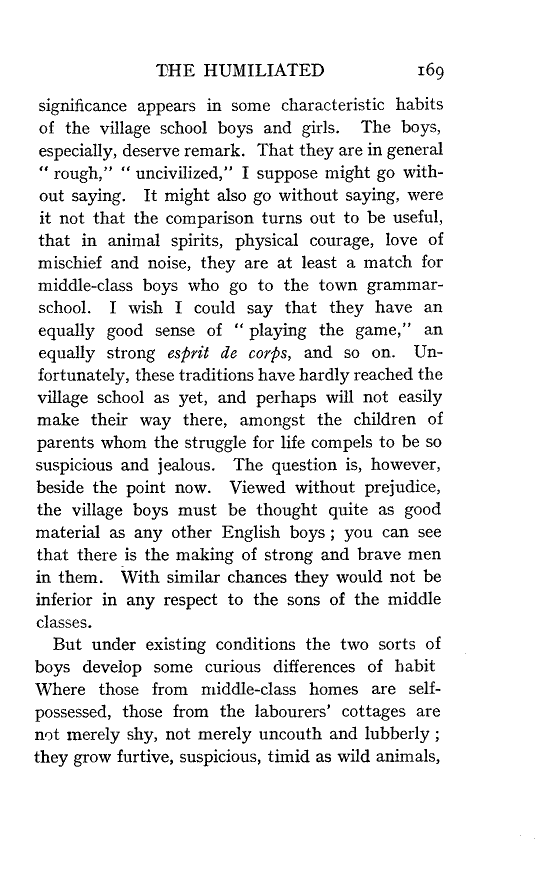 THE HUMILIATED 169
significance appears in some characteristic habits
of the village school boys and girls. The boys,
especially, deserve remark. That they are in general
“ rough,” “ uncivilized,” I suppose might go with-
out saying. It might also go without saying, were
it not that the comparison turns out to be useful,
that in animal spirits, physical courage, love of
mischief and noise, they are at least a match for
middle-class boys who go to the town grammar-
school. I wish I could say that they have an
equally good sense of “ playing the game,” an
equally strong esprit de corps, and so on. Un-
fortunately, these traditions have hardly reached the
village school as yet, and perhaps will not easily
make their way there, amongst the children of
parents whom the struggle for life compels to be so
suspicious and jealous. The question is, however,
beside the point now. Viewed without prejudice,
the village boys must be thought quite as good
material as any other English boys ; you can see
that there is the making of strong and brave men
in them. With similar chances they would not be
inferior in any respect to the sons of the middle
classes.
But under existing conditions the two sorts of
boys develop some curious differences of habit
Where those from middle-class homes are self-
possessed, those from the labourers’ cottages are
not merely shy, not merely uncouth and lubberly ;
they grow furtive, suspicious, timid as wild animals,